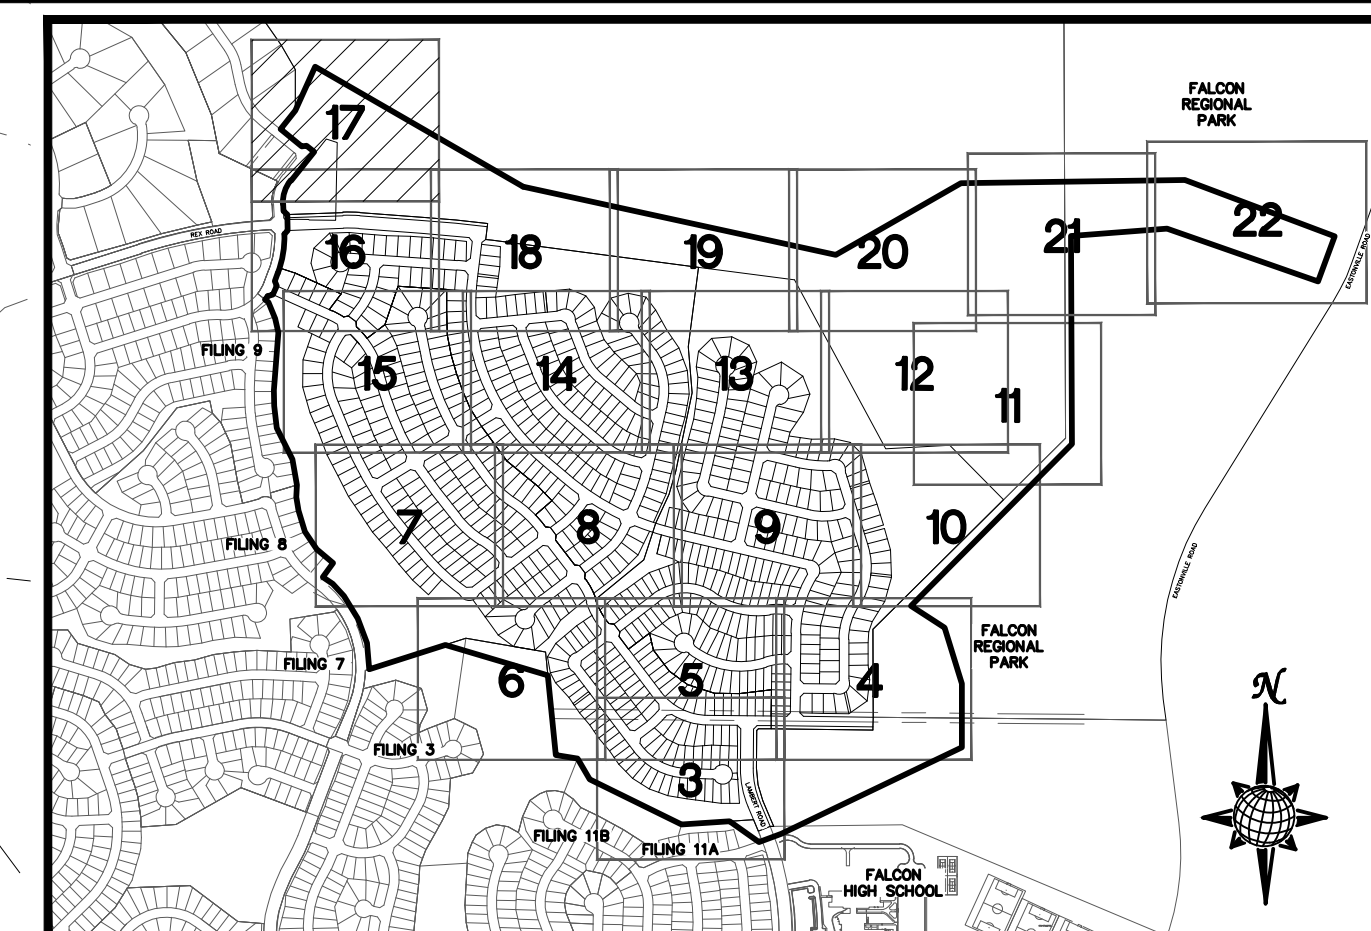 FALCON
REGIONAL
PARK
17
22
REX ROAD
16
18
19
20
21
EASTONVILLE ROAD
FILING 9
15
14
13
12
11
7
8
9
10
FILING 8
EASTONVILLE ROAD
FALCON
REGIONAL
PARK
FILING 7
6
5
4
N
FILING 3
3
LAMBERT ROAD
FILING 11B
FILING 11A
FALCON
HIGH SCHOOL